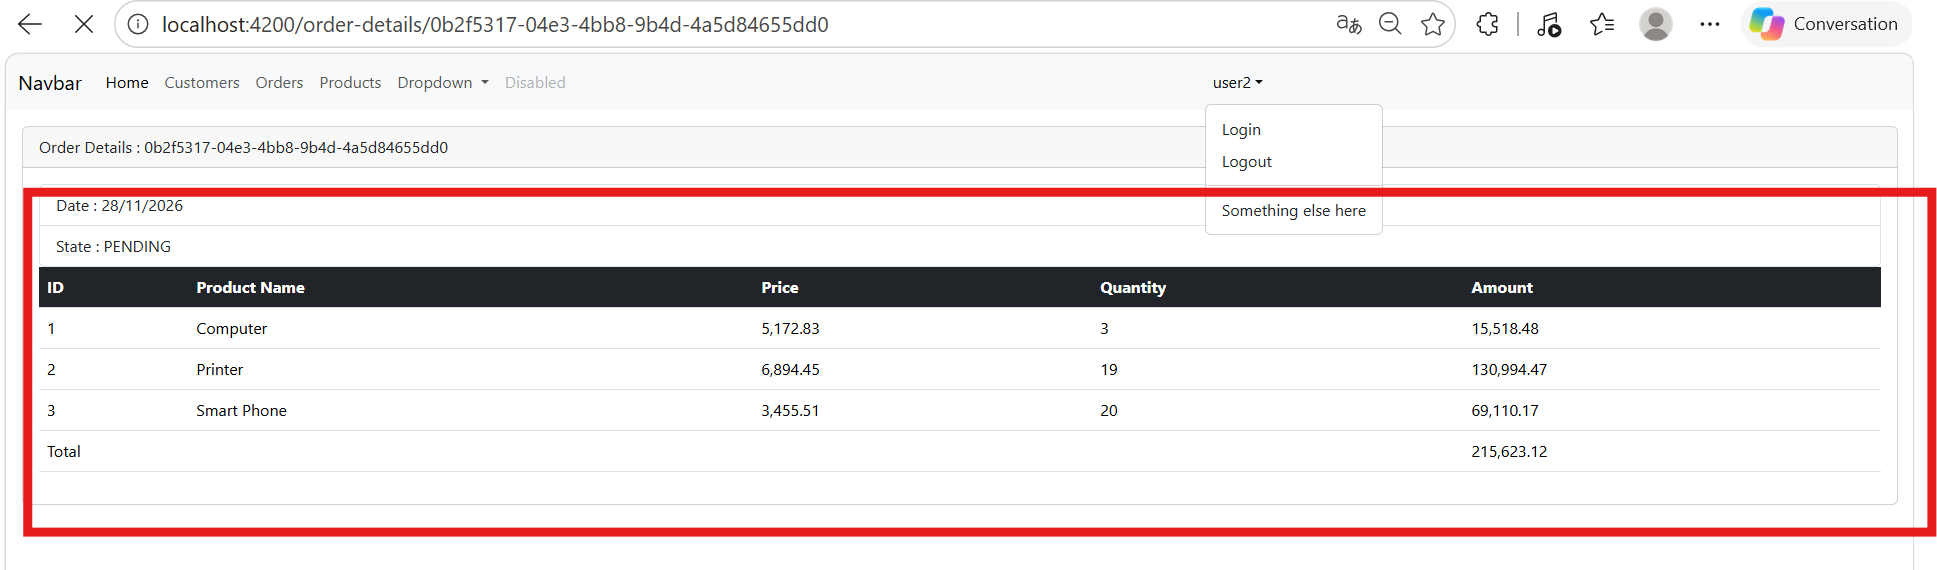 localhost:4200/order-details/0b2f5317-04e3-4bb8-9b4d-4a5d84655dd0 aあ Conversation
Navbar Home Customers Orders Products Dropdown Disabled user2
Login
Order Details : 0b2f5317-04e3-4bb8-9b4d-4a5d84655dd0
Logout
Date : 28/11/2026
Something else here
State : PENDING
ID Product Name Price Quantity Amount
1 Computer 5,172.83 3 15,518.48
2 Printer 6,894.45 19 130,994.47
3 Smart Phone 3,455.51 20 69,110.17
Total 215,623.12